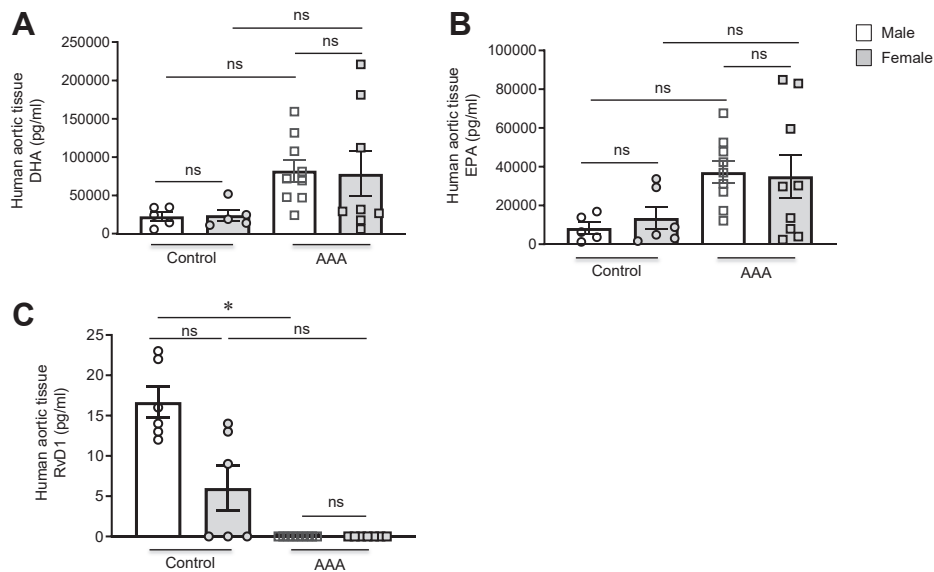 A
Human aortic tissue
DHA (pg/ml)
250000
200000
150000
100000
50000
0
ns
ns
ns
ns
Control
AAA
B
Human aortic tissue
EPA (pg/ml)
100000
80000
60000
40000
20000
0
ns
ns
ns
ns
Control
AAA
Male
Female
C
Human aortic tissue
RvD1 (pg/ml)
25
20
15
10
5
0
*
ns
ns
ns
Control
AAA